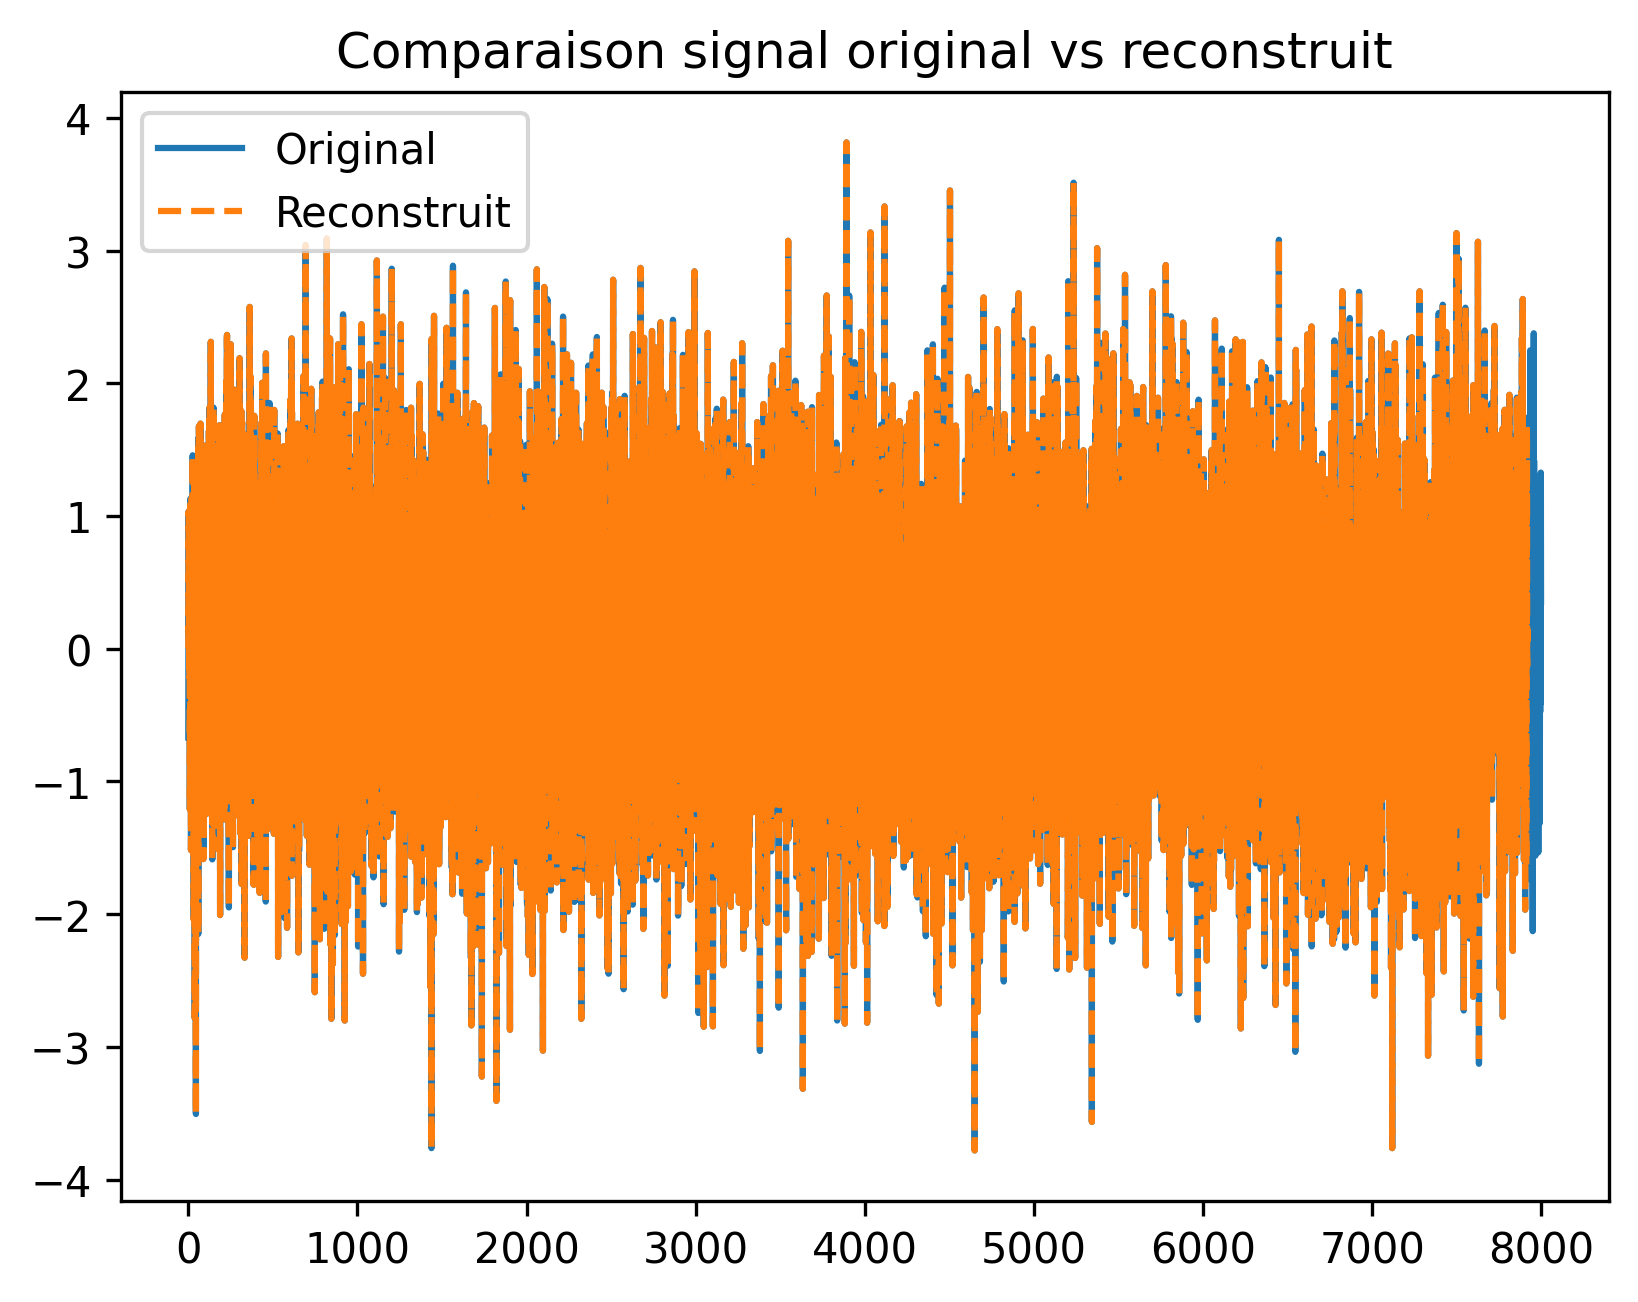 Comparaison signal original vs reconstruit
Original
Reconstruit
4
3
2
1
0
−1
−2
−3
−4
0 1000 2000 3000 4000 5000 6000 7000 8000